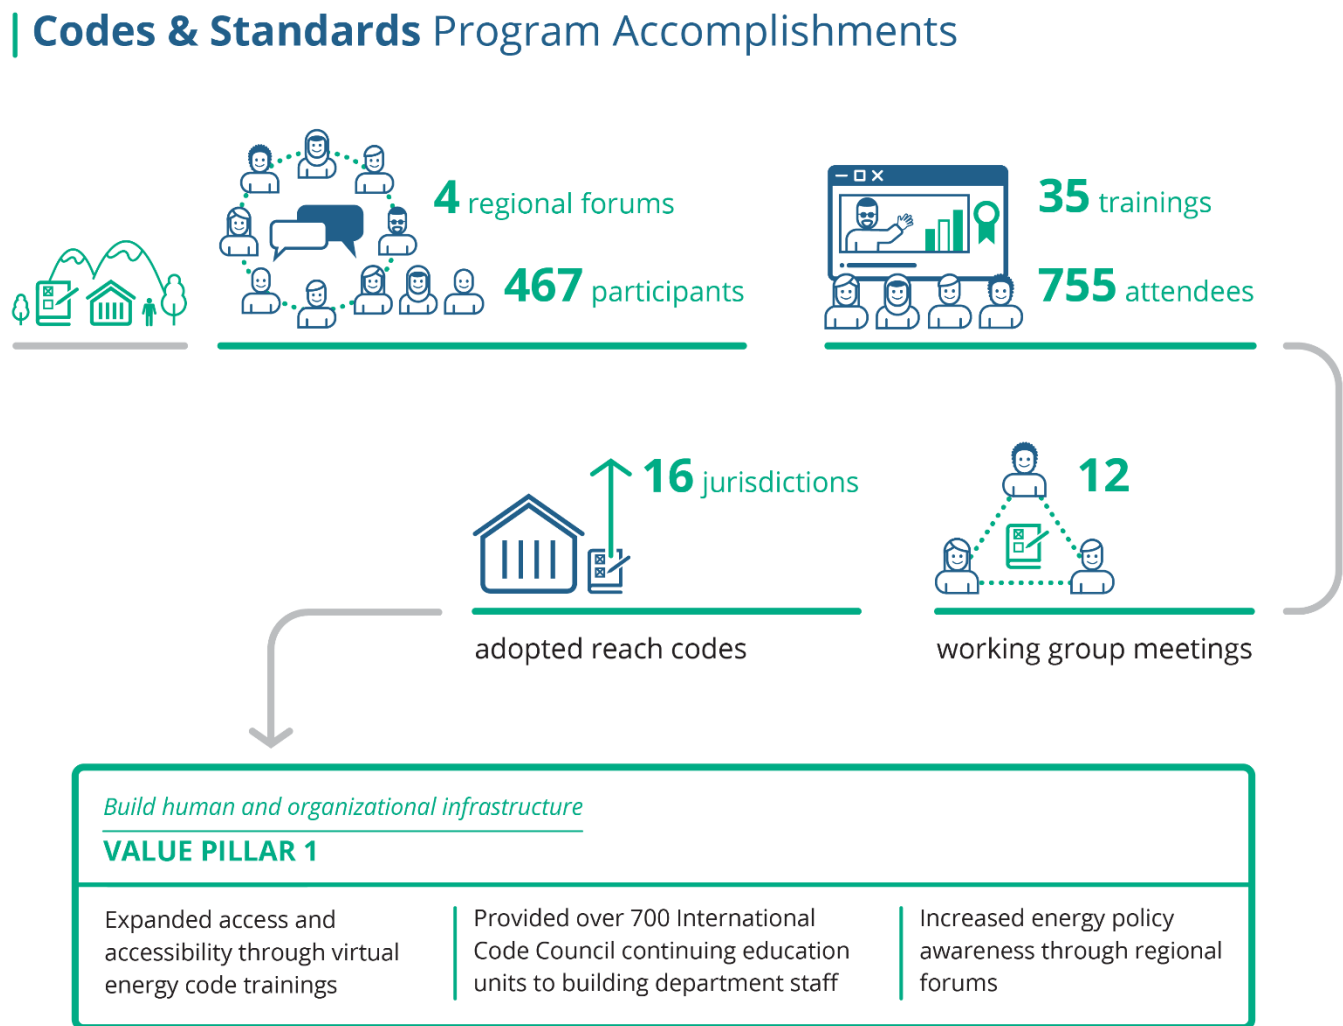 Codes & Standards Program Accomplishments
4 regional forums
467 participants
35 trainings
755 attendees
16 jurisdictions
adopted reach codes
12
working group meetings
Build human and organizational infrastructure
VALUE PILLAR 1
Expanded access and
accessibility through virtual
energy code trainings
Provided over 700 International
Code Council continuing education
units to building department staff
Increased energy policy
awareness through regional
forums